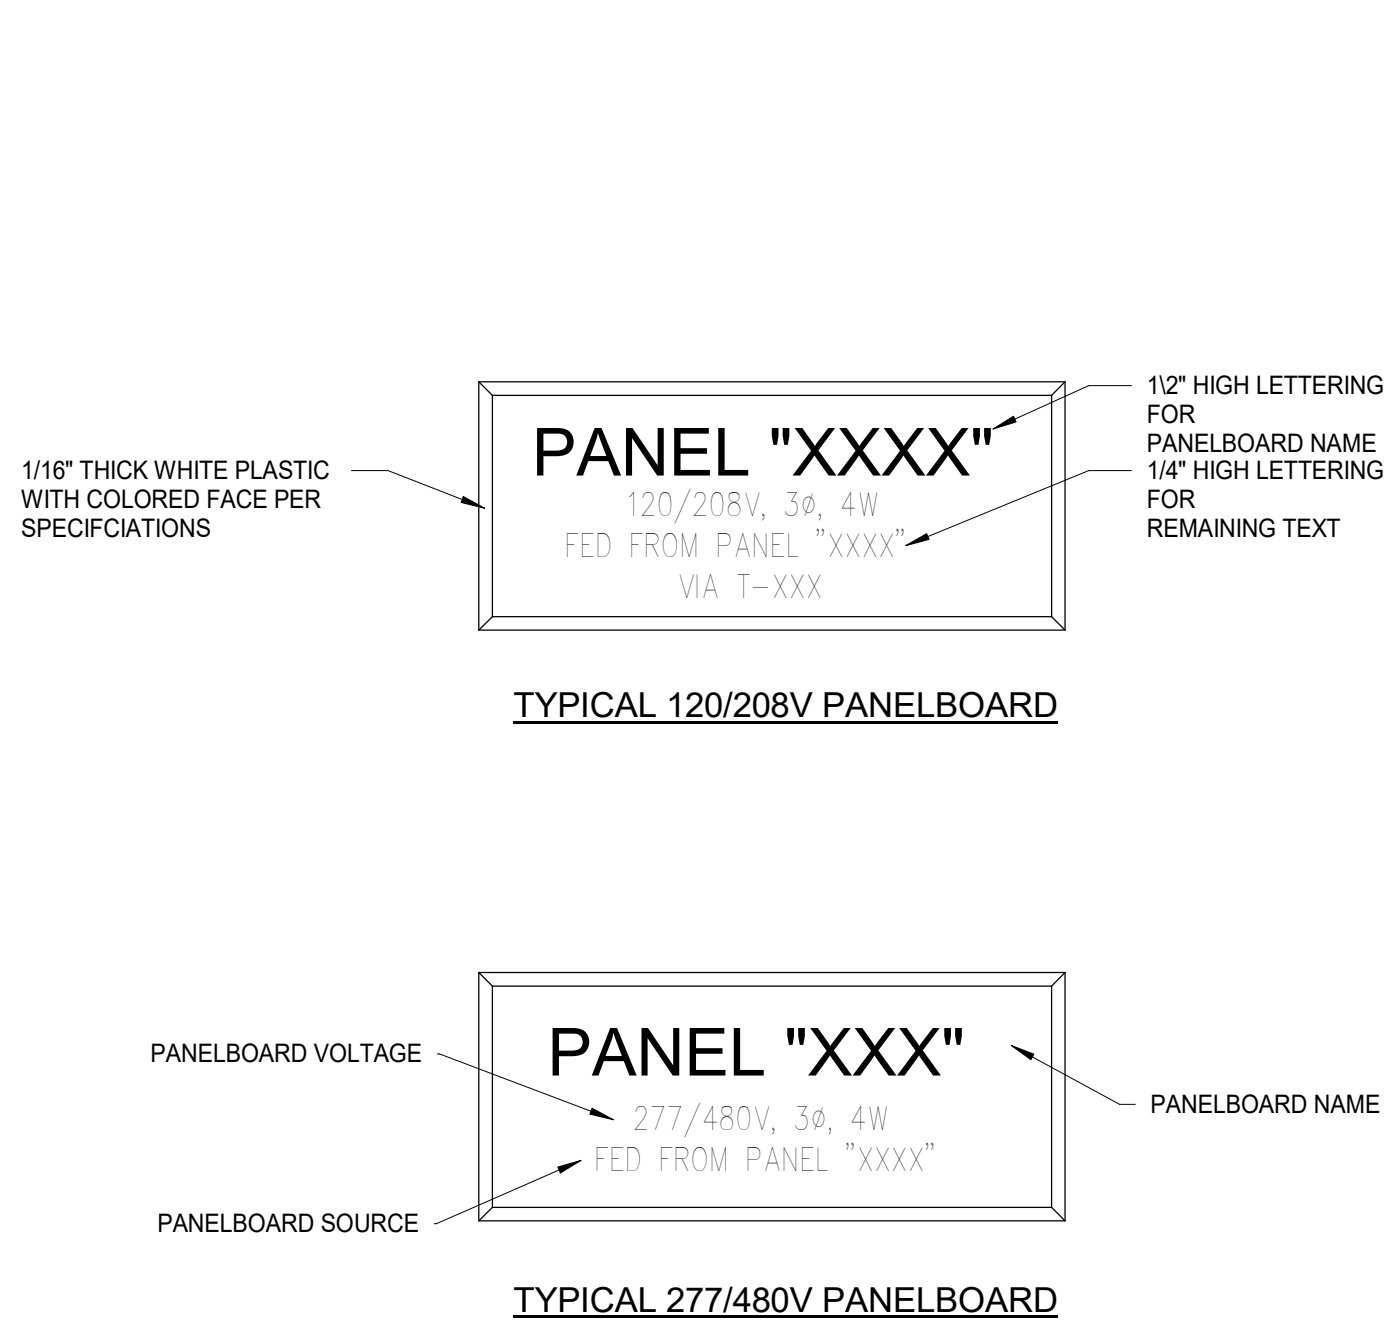 1\2" HIGH LETTERING
FOR
PANELBOARD NAME
1/4" HIGH LETTERING
FOR
REMAINING TEXT
1/16" THICK WHITE PLASTIC
WITH COLORED FACE PER
SPECIFCIATIONS
PANEL "XXXX"
120/208V, 3ø, 4W
FED FROM PANEL "XXXX"
VIA T-XXX
TYPICAL 120/208V PANELBOARD
PANELBOARD VOLTAGE
PANEL "XXX"
277/480V, 3ø, 4W
FED FROM PANEL "XXXX"
PANELBOARD NAME
PANELBOARD SOURCE
TYPICAL 277/480V PANELBOARD